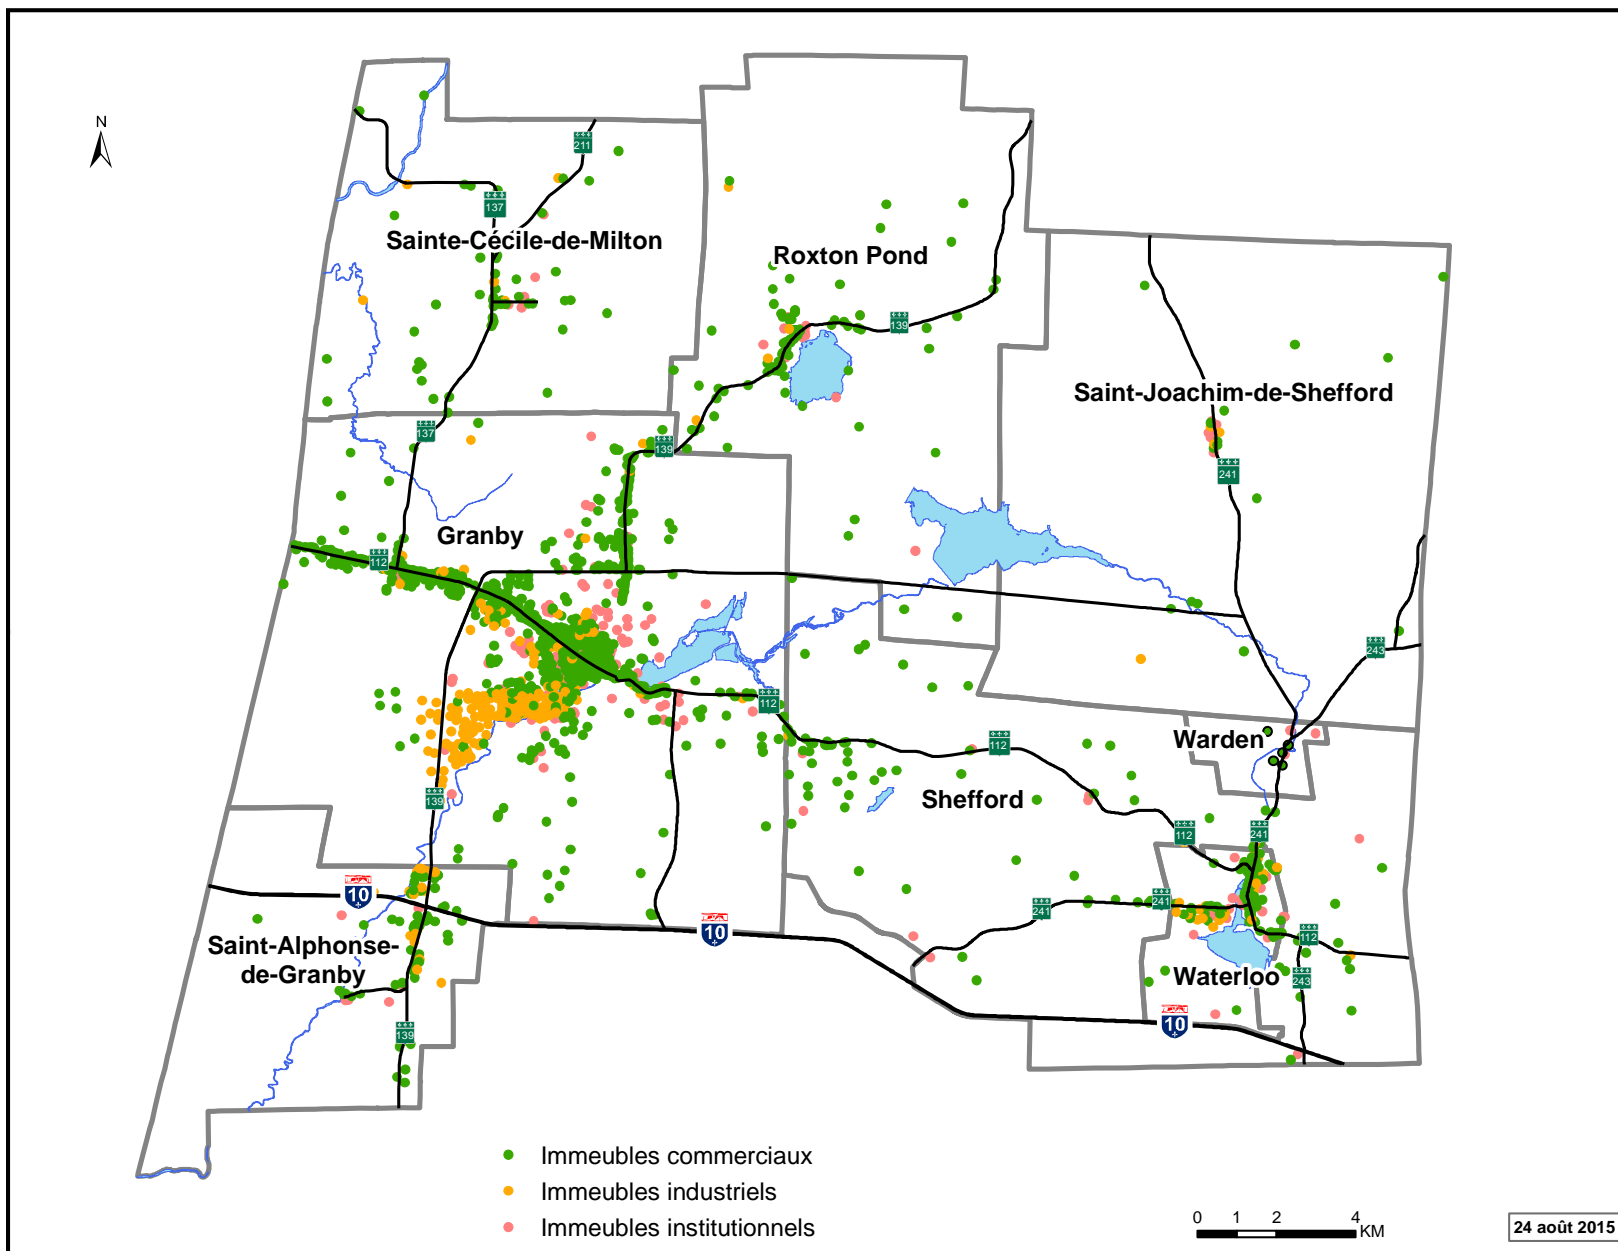 N
211
137
Sainte-Cécile-de-Milton
Roxton Pond
139
Saint-Joachim-de-Shefford
137
139
241
Granby
112
243
112
Warden
112
Shefford
139
112
241
10
241
241
10
112
Saint-Alphonse-
de-Granby
Waterloo
243
10
139
Immeubles commerciaux
Immeubles industriels
Immeubles institutionnels
0 1 2 4
KM
24 août 2015